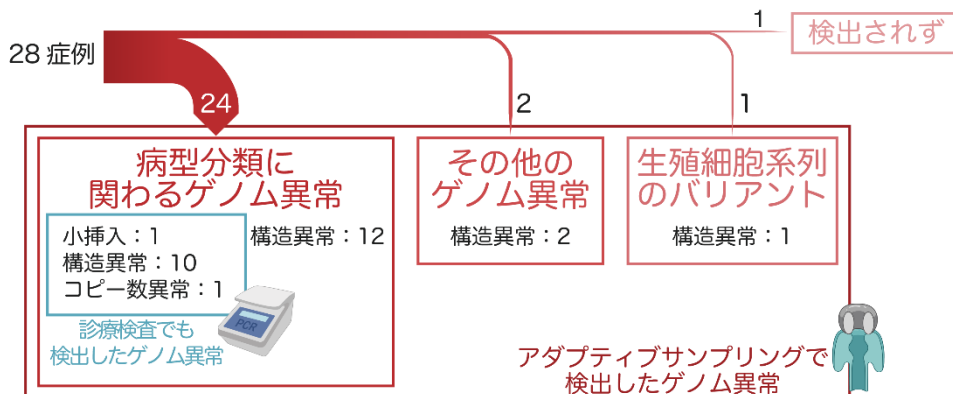 28 症例
1
検出されず
24
2
1
病型分類に
関わるゲノム異常
小挿入：1
構造異常：10
コピー数異常：1
構造異常：12
診療検査でも
検出したゲノム異常
PCR
その他の
ゲノム異常
構造異常：2
生殖細胞系列
のバリアント
構造異常：1
アダプティブサンプリングで
検出したゲノム異常